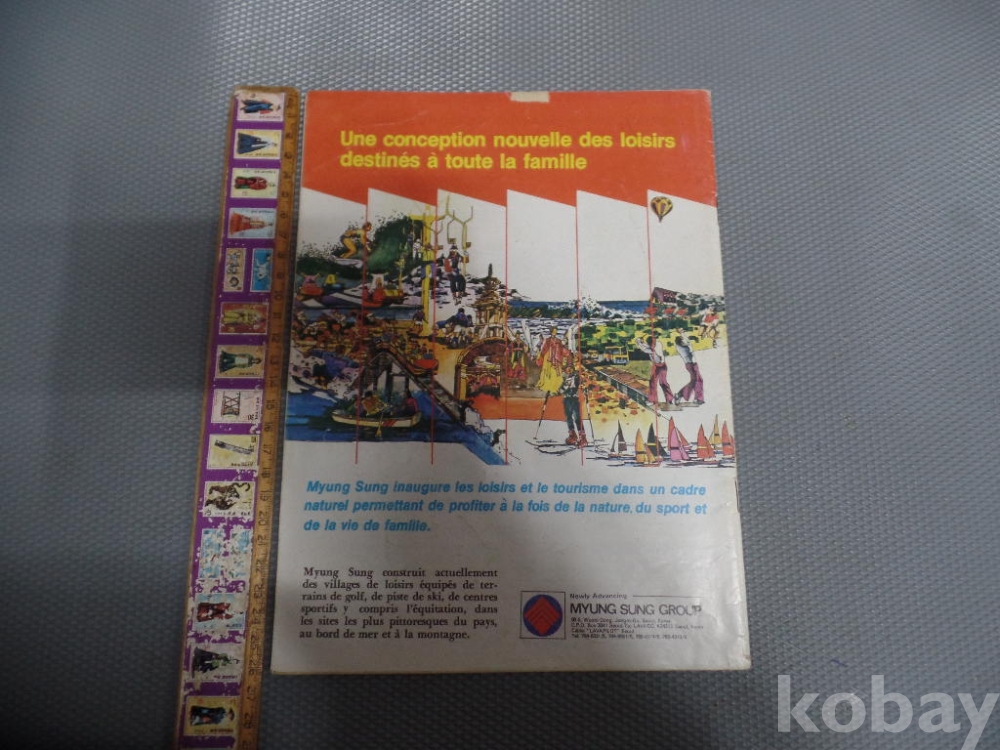 Une conception nouvelle des loisirs
destinés à toute la famille
Myung Sung inaugure les loisirs et le tourisme dans un cadre
naturel permettant de profiter à la fois de la nature, du sport et
de la vie de famille.
Myung Sung construit actuellement
des villages de loisirs équipés de ter-
rains de golf, de piste de ski, de centres
sportifs y compris l'équitation, dans
les sites les plus pittoresques du pays,
au bord de mer et à la montagne.
Newly Advancing
MYUNG SUNG GROUP
Seoul, Korea
C.P.O. Box
Seoul
kobay